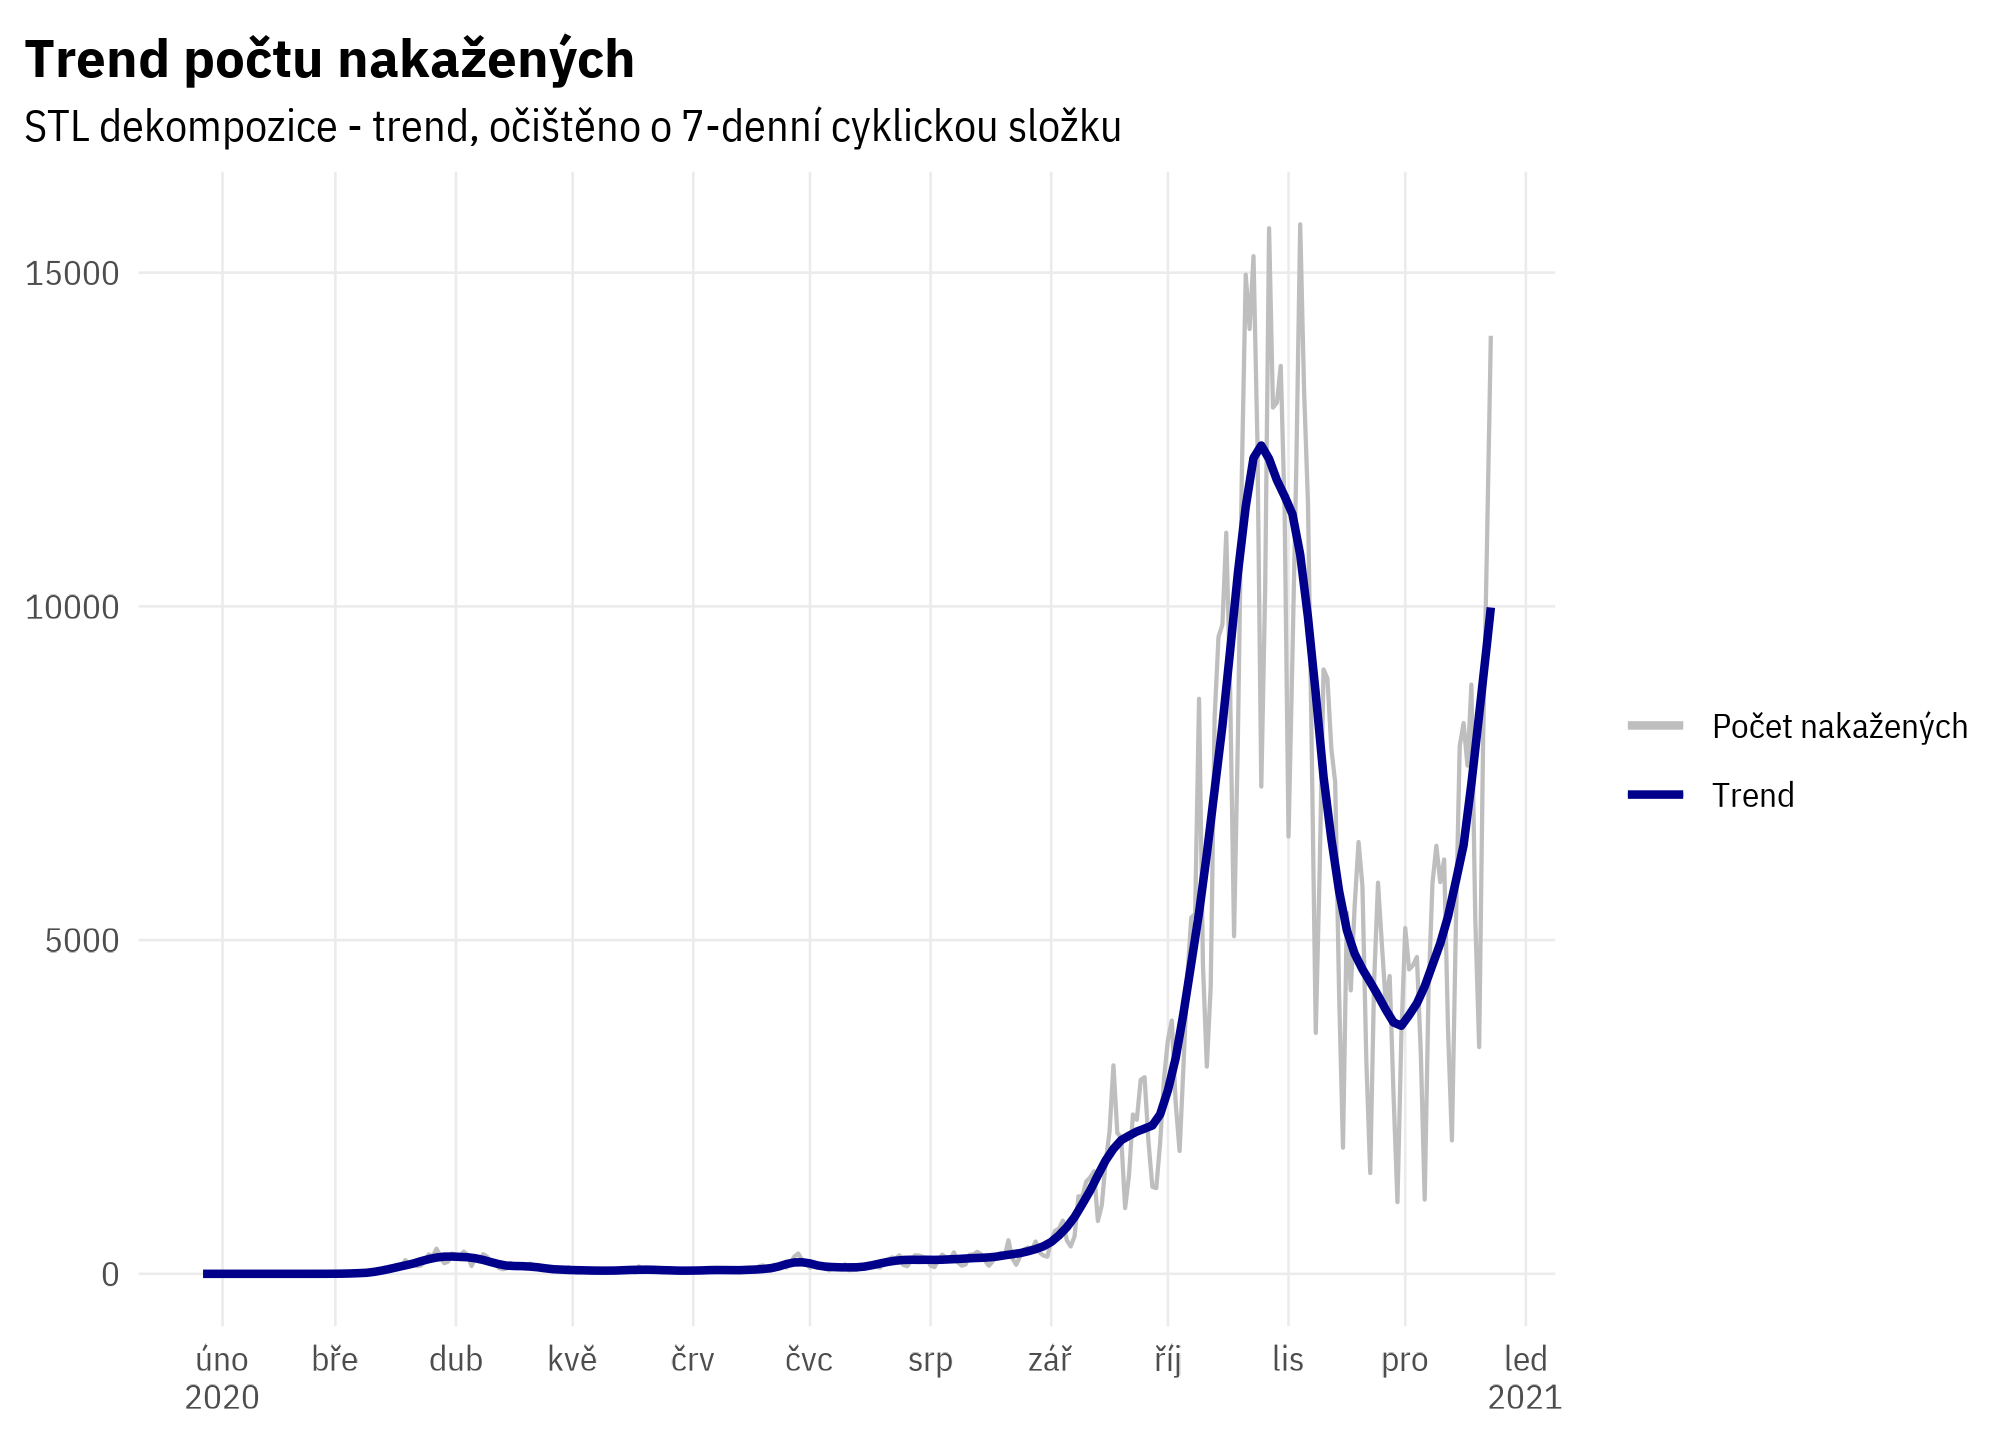 Trend počtu nakažených
STL dekompozice - trend, očištěno o 7-denní cyklickou složku
15000
10000
5000
0
úno bře dub kvě črv čvc srp zář říj lis pro led
2020 2021
Počet nakažených
Trend